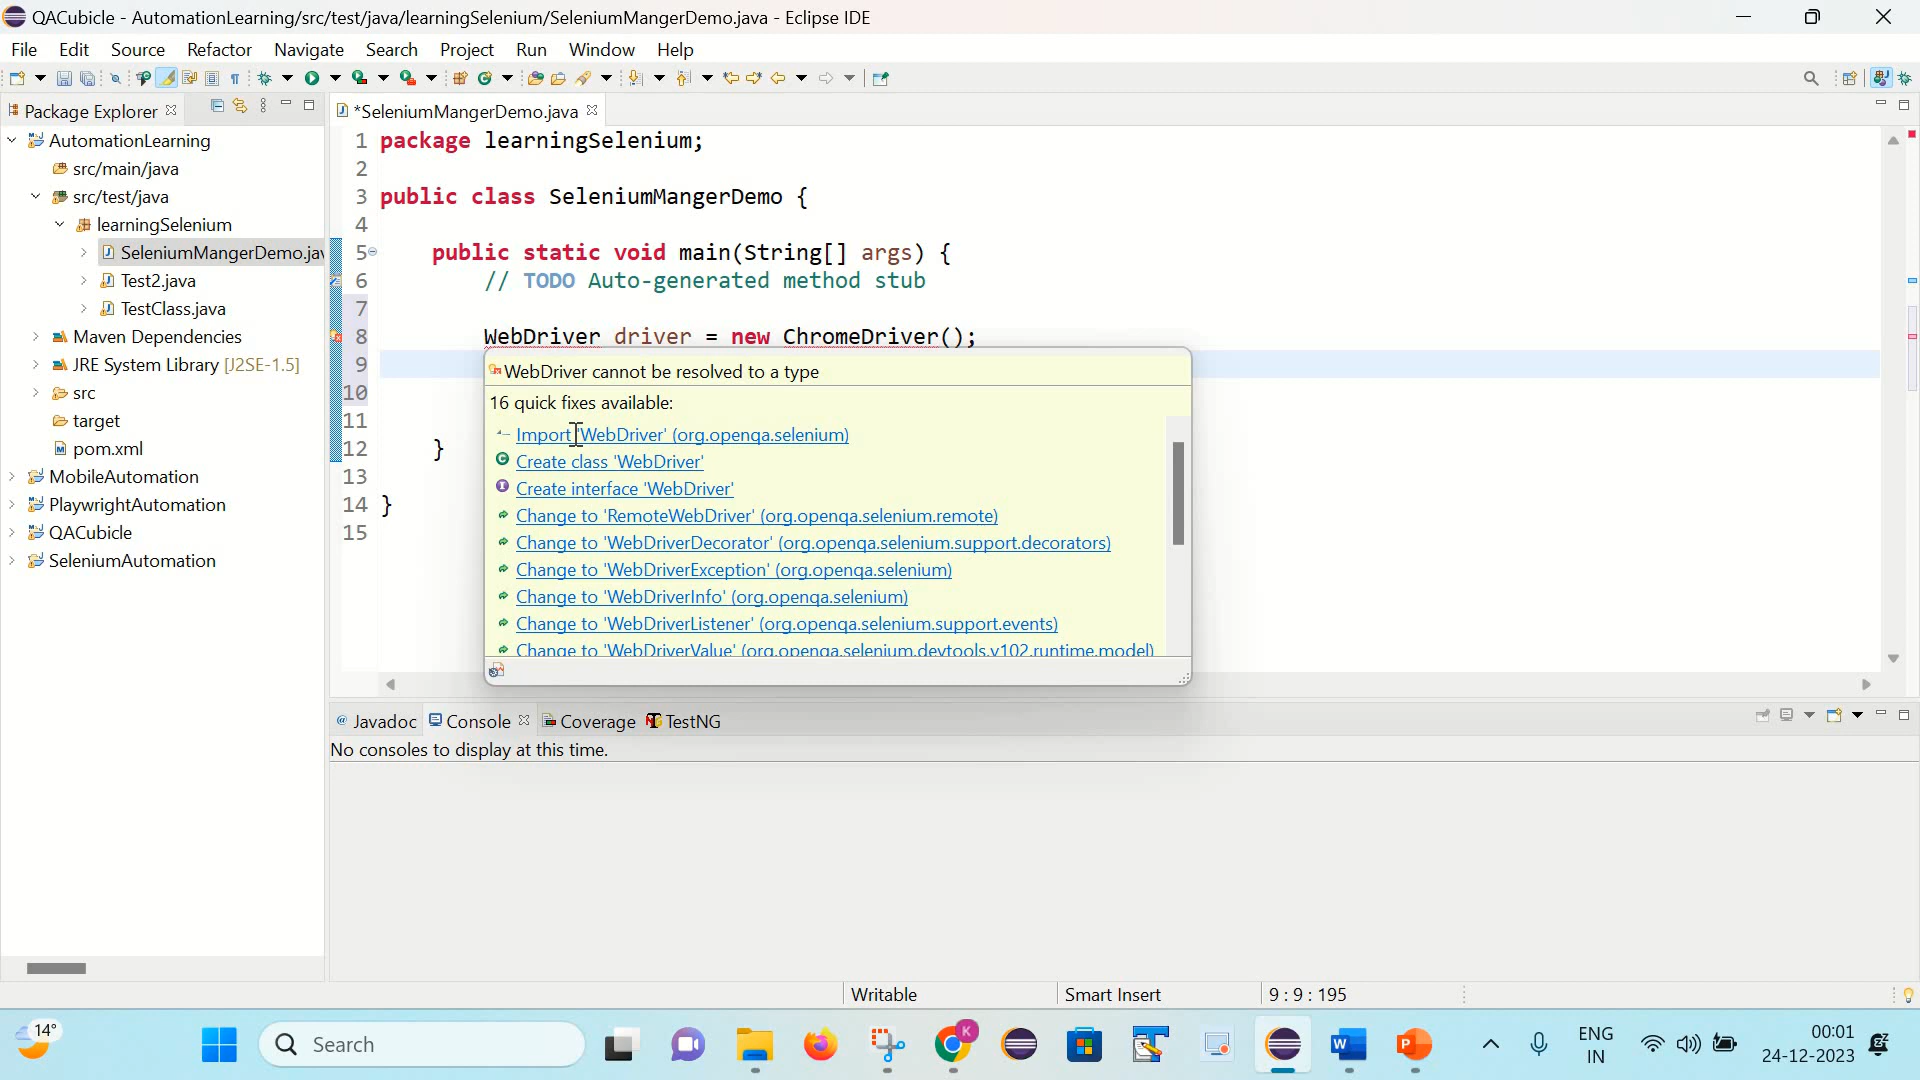 QACubicle - AutomationLearning/src/test/java/learningSelenium/SeleniumMangerDemo.java - Eclipse IDE
File Edit Source Refactor Navigate Search Project Run Window Help
Package Explorer
*SeleniumMangerDemo.java
AutomationLearning
src/main/java
src/test/java
learningSelenium
SeleniumMangerDemo.jav
Test2.java
TestClass.java
Maven Dependencies
JRE System Library [J2SE-1.5]
src
target
pom.xml
MobileAutomation
PlaywrightAutomation
QACubicle
SeleniumAutomation
1 package learningSelenium;
2
3 public class SeleniumMangerDemo {
4
5 public static void main(String[] args) {
6 // TODO Auto-generated method stub
7
8 WebDriver driver = new ChromeDriver();
9
10
11
12 }
13
14 }
15
WebDriver cannot be resolved to a type
16 quick fixes available:
Import 'WebDriver' (org.openqa.selenium)
Create class 'WebDriver'
Create interface 'WebDriver'
Change to 'RemoteWebDriver' (org.openqa.selenium.remote)
Change to 'WebDriverDecorator' (org.openqa.selenium.support.decorators)
Change to 'WebDriverException' (org.openqa.selenium)
Change to 'WebDriverInfo' (org.openqa.selenium)
Change to 'WebDriverListener' (org.openqa.selenium.support.events)
Change to 'WebDriverValue' (org.openqa.selenium.devtools.v102.runtime.model)
Javadoc Console Coverage TestNG
No consoles to display at this time.
Writable Smart Insert 9 : 9 : 195
14°
Search
K
ENG
IN
00:01
24-12-2023